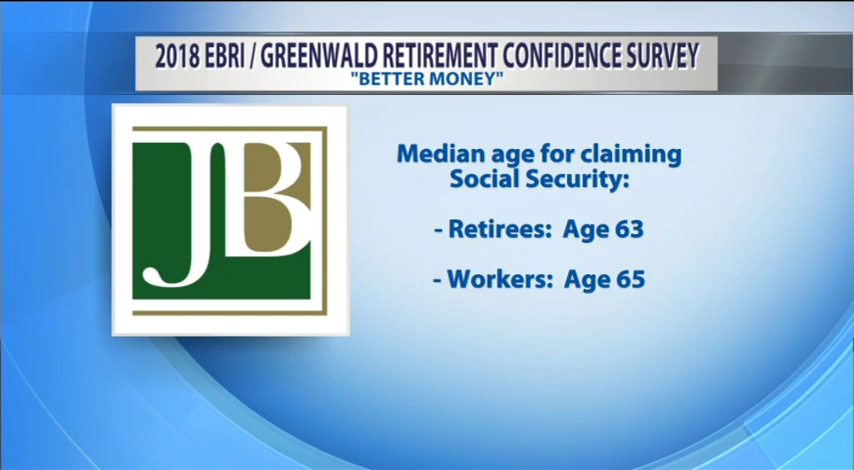 2018 EBRI / GREENWALD RETIREMENT CONFIDENCE SURVEY
"BETTER MONEY"
JB
Median age for claiming
Social Security:
- Retirees: Age 63
- Workers: Age 65